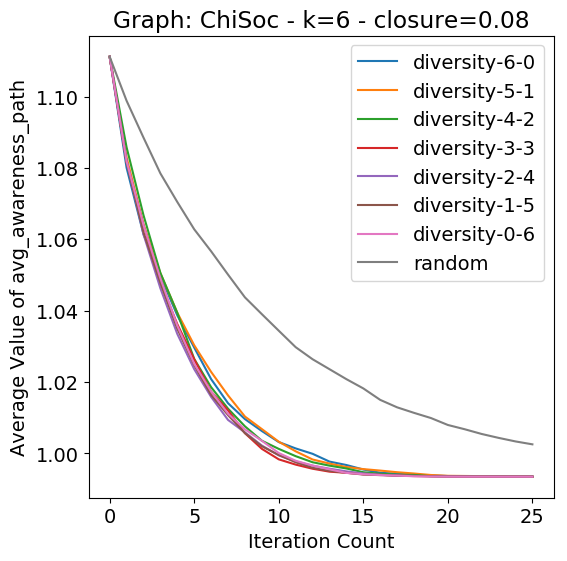 Graph: ChiSoc - k=6 - closure=0.08
Average Value of avg_awareness_path
1.10
1.08
1.06
1.04
1.02
1.00
diversity-6-0
diversity-5-1
diversity-4-2
diversity-3-3
diversity-2-4
diversity-1-5
diversity-0-6
random
0 5 10 15 20 25
Iteration Count